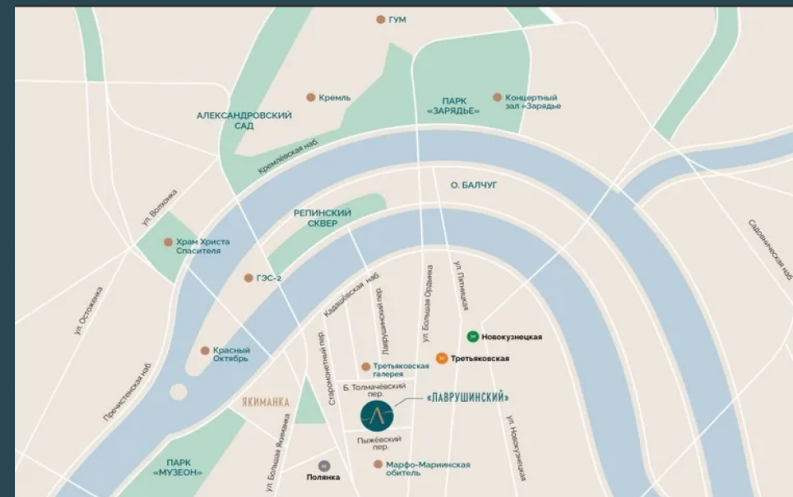 ГУМ
Кремль
ПАРК
«ЗАРЯДЬЕ»
Концертный
зал «Зарядье
АЛЕКСАНДРОВСКИЙ
САД
Кремлёвская наб.
О. БАЛЧУГ
ул. Волхонка
РЕПИНСКИЙ
СКВЕР
Храм Христа
Спасителя
Садовническая наб.
ГЭС-2
Кадашёвская наб.
Лаврушинский пер.
ул. Большая Ордынка
ул. Пятницкая
ул. Остоженка
Новокузнецкая
Красный
Октябрь
Старомонетный пер.
Третьяковская
Третьяковская
галерея
Пречистенская наб.
Б. Толмачёвский
пер.
ЯКИМАНКА
«ЛАВРУШИНСКИЙ»
ул. Большая Якиманка
Пыжёвский
пер.
ул. Новокузнецкая
ПАРК
«МУЗЕОН»
Полянка
Марфо-Мариинская
обитель